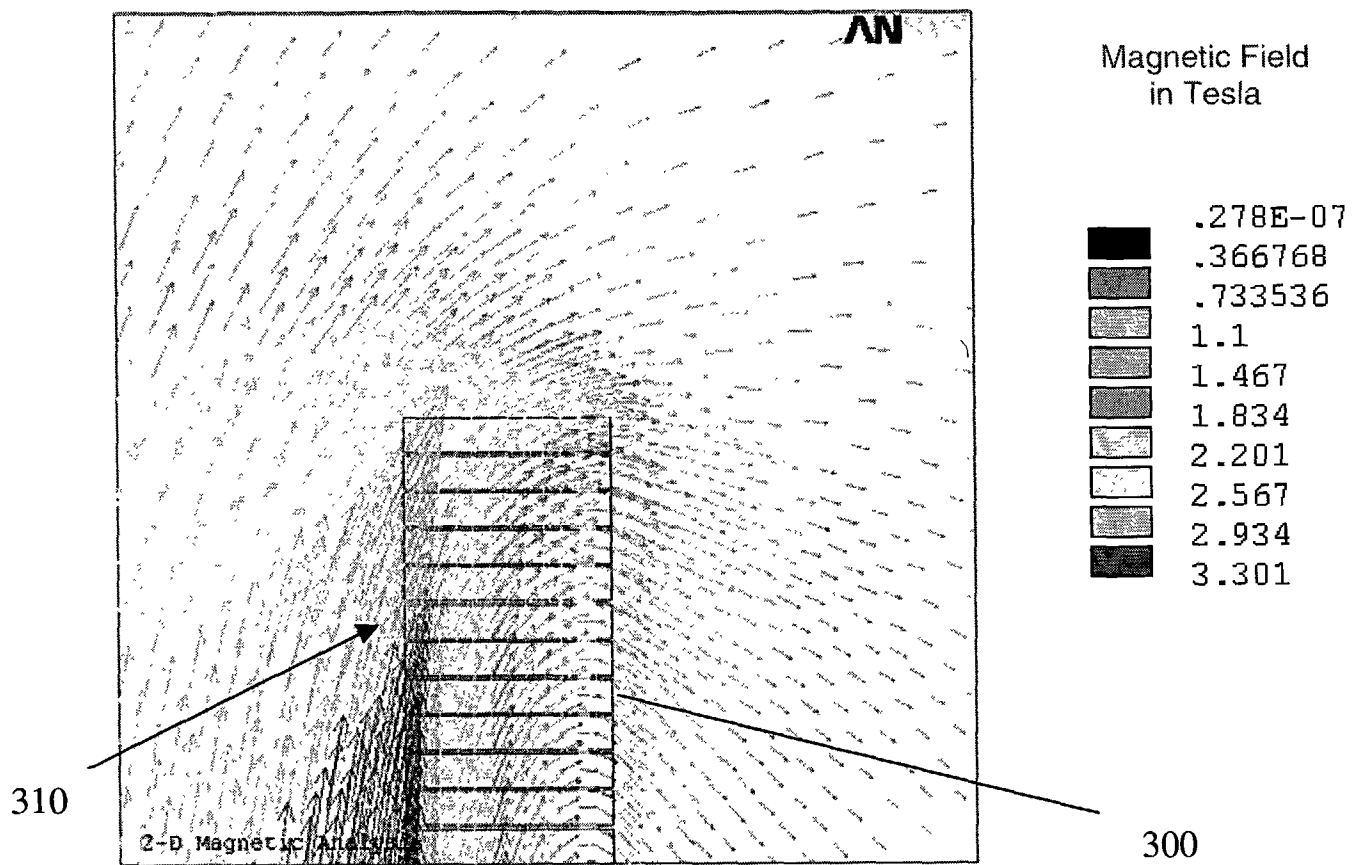 ΛN
Magnetic Field
in Tesla
.278E-07
.366768
.733536
1.1
1.467
1.834
2.201
2.567
2.934
3.301
310
2-D Magnetic Analysis
300